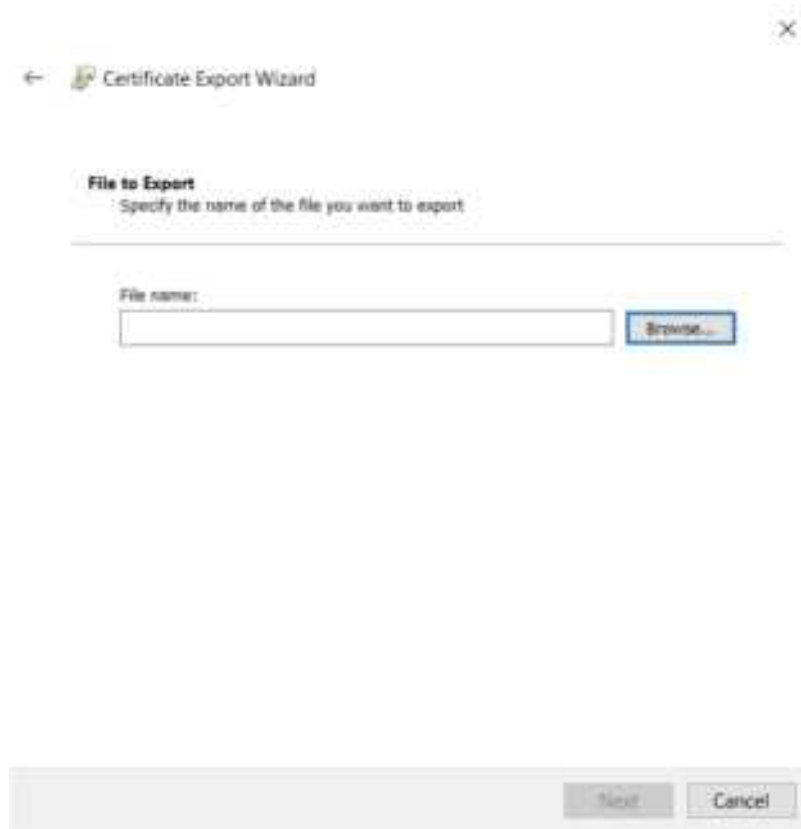 Certificate Export Wizard
File to Export
Specify the name of the file you want to export
File name:
Browse...
Next
Cancel